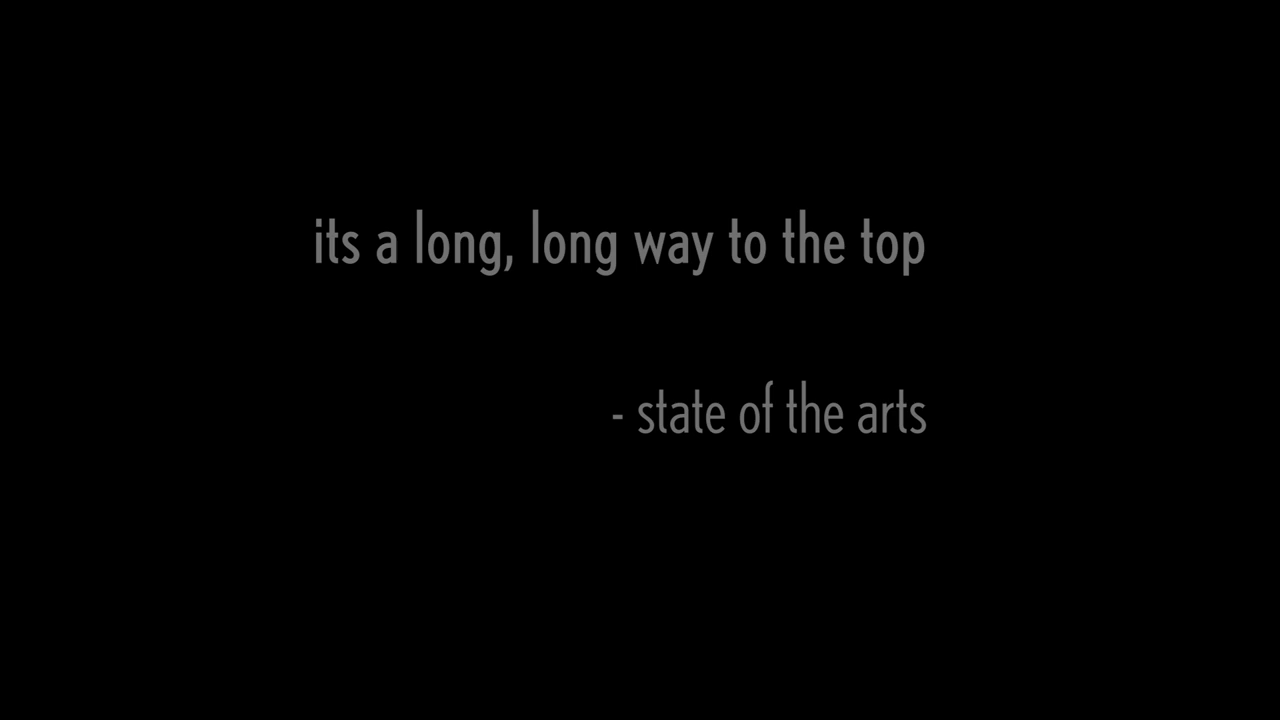 its a long, long way to the top
- state of the arts